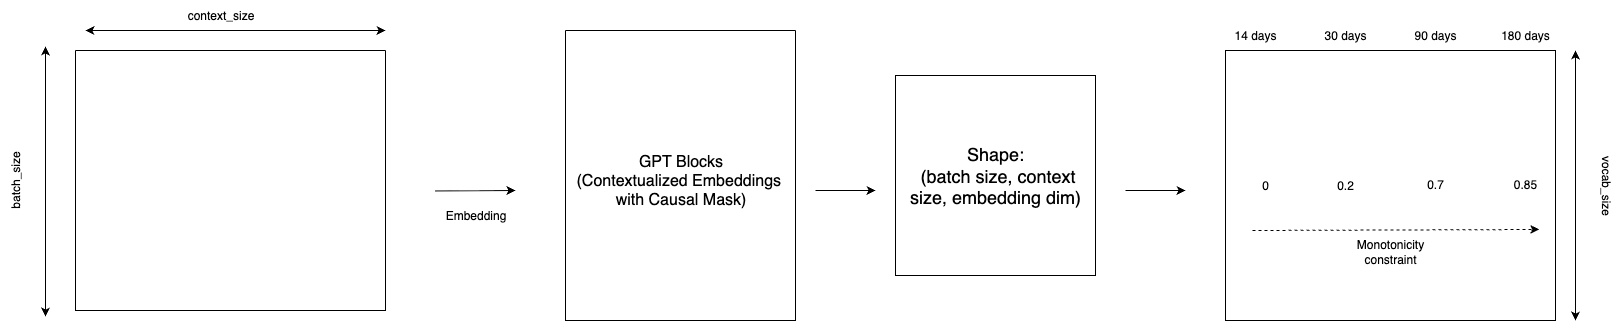 context_size
batch_size
Embedding
GPT Blocks
(Contextualized Embeddings
with Causal Mask)
Shape:
(batch size, context
size, embedding dim)
14 days 30 days 90 days 180 days
0 0.2 0.7 0.85
Monotonicity
constraint
vocab_size